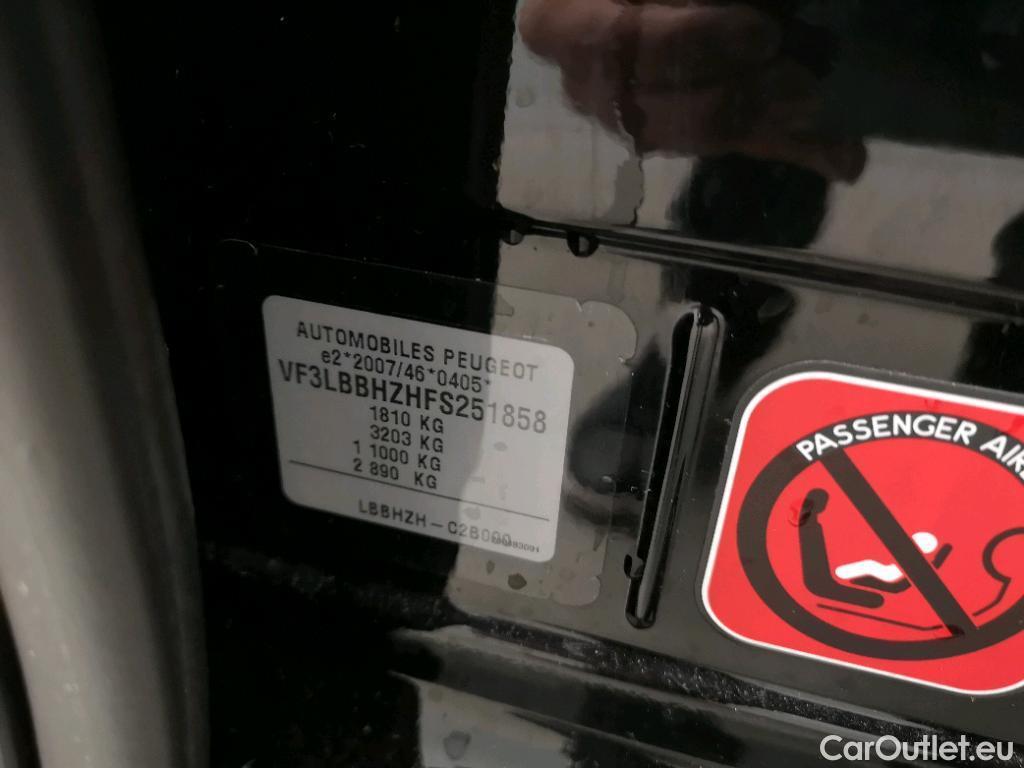 AUTOMOBILES PEUGEOT
e2*2007/46*0405*
VF3LBBHZHFS251858
1810 KG
3203 KG
1 1000 KG
2 890 KG
LBBHZH-C2B000
PASSENGER
CarOutlet.eu